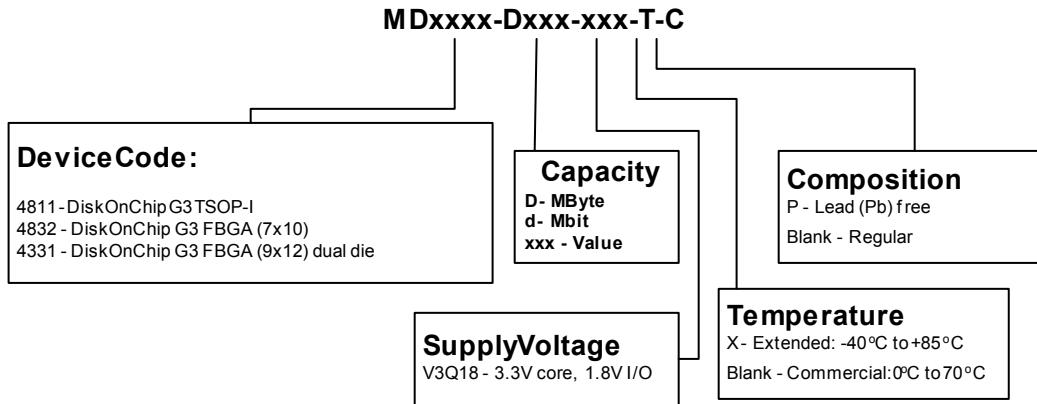 MDxxxx-Dxxx-xxx-T-C
DeviceCode:
4811-DiskOnChip G3 TSOP-I
4832 - DiskOnChip G3 FBGA (7x10)
4331 - DiskOnChip G3 FBGA (9x12) dual die
Capacity
D- MByte
d- Mbit
xxx - Value
Composition
P - Lead (Pb) free
Blank - Regular
SupplyVoltage
V3Q18 - 3.3V core, 1.8V I/O
Temperature
X- Extended: -40°C to +85°C
Blank - Commercial:0°C to 70°C